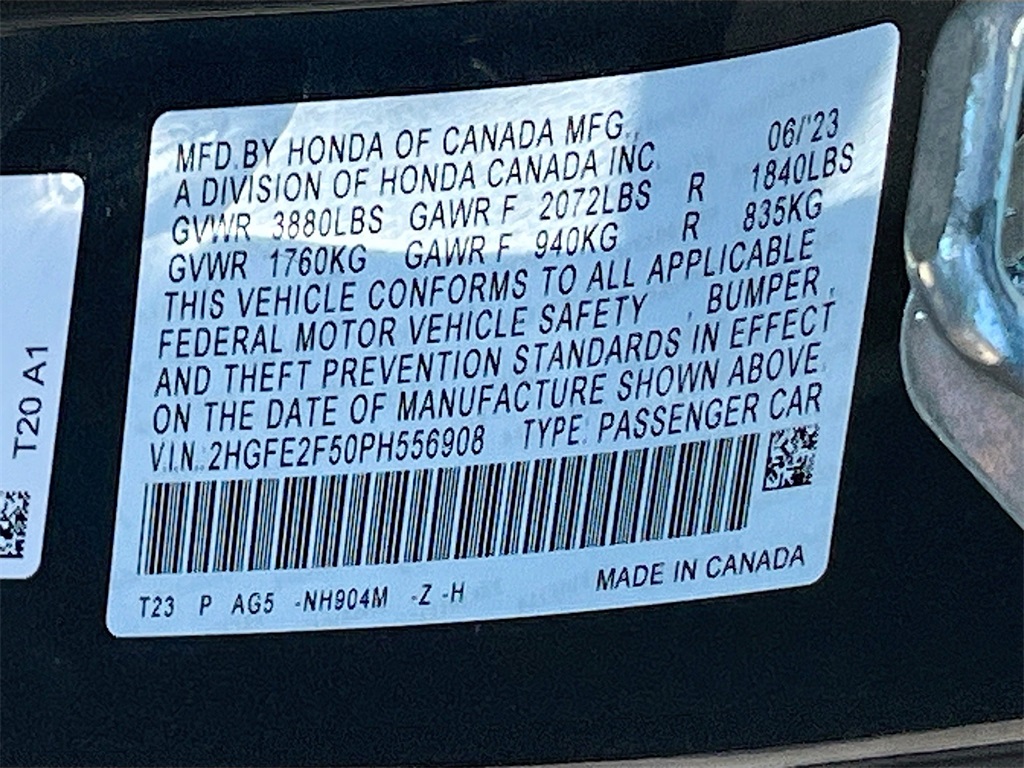 MFD.BY HONDA OF CANADA MFG., 06/'23
A DIVISION OF HONDA CANADA INC.
GVWR 3880LBS GAWR F 2072LBS R 1840LBS
GVWR 1760KG GAWR F 940KG R 835KG
THIS VEHICLE CONFORMS TO ALL APPLICABLE
FEDERAL MOTOR VEHICLE SAFETY , BUMPER,
AND THEFT PREVENTION STANDARDS IN EFFECT
ON THE DATE OF MANUFACTURE SHOWN ABOVE
V.I.N.:2HGFE2F50PH556908 TYPE: PASSENGER CAR
T23 P AG5 -NH904M -Z -H MADE IN CANADA
T20 A1